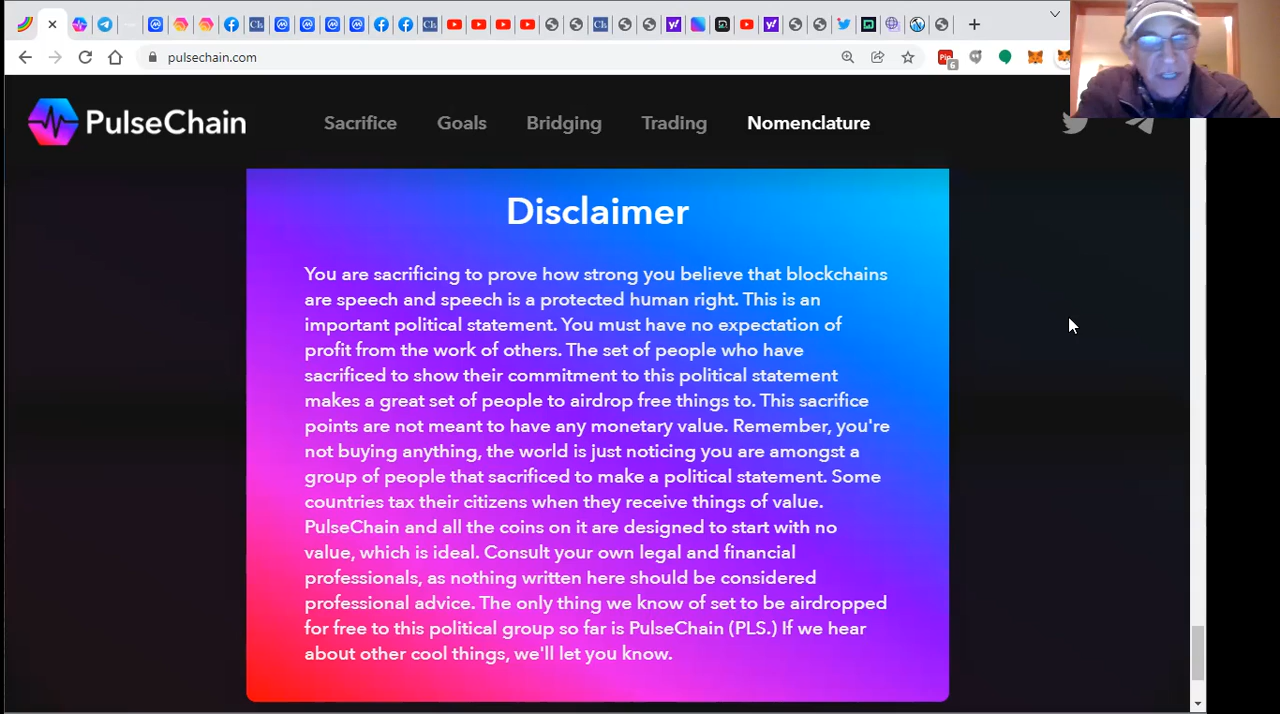 pulsechain.com
6
PulseChain
Sacrifice
Goals
Bridging
Trading
Nomenclature
Disclaimer
You are sacrificing to prove how strong you believe that blockchains
are speech and speech is a protected human right. This is an
important political statement. You must have no expectation of
profit from the work of others. The set of people who have
sacrificed to show their commitment to this political statement
makes a great set of people to airdrop free things to. This sacrifice
points are not meant to have any monetary value. Remember, you're
not buying anything, the world is just noticing you are amongst a
group of people that sacrificed to make a political statement. Some
countries tax their citizens when they receive things of value.
PulseChain and all the coins on it are designed to start with no
value, which is ideal. Consult your own legal and financial
professionals, as nothing written here should be considered
professional advice. The only thing we know of set to be airdropped
for free to this political group so far is PulseChain (PLS.) If we hear
about other cool things, we'll let you know.